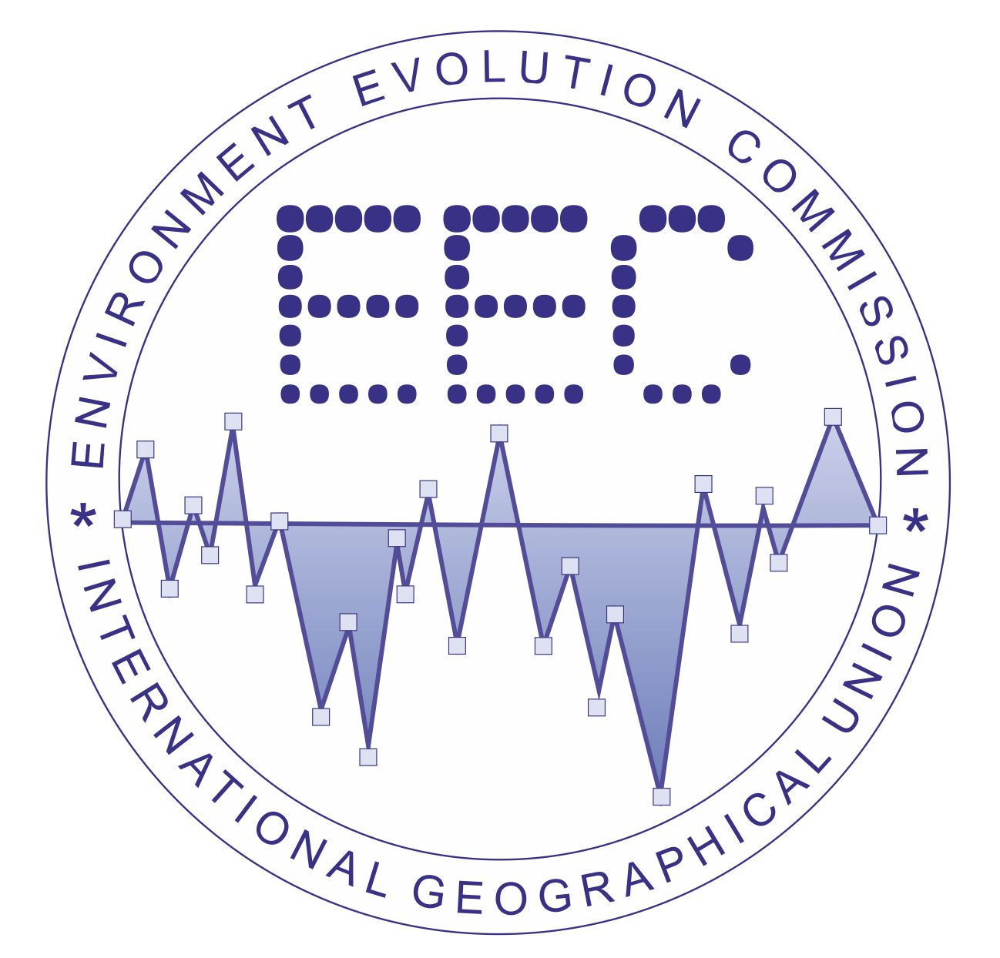 ENVIRONMENT EVOLUTION COMMISSION
EEC
* INTERNATIONAL GEOGRAPHICAL UNION *